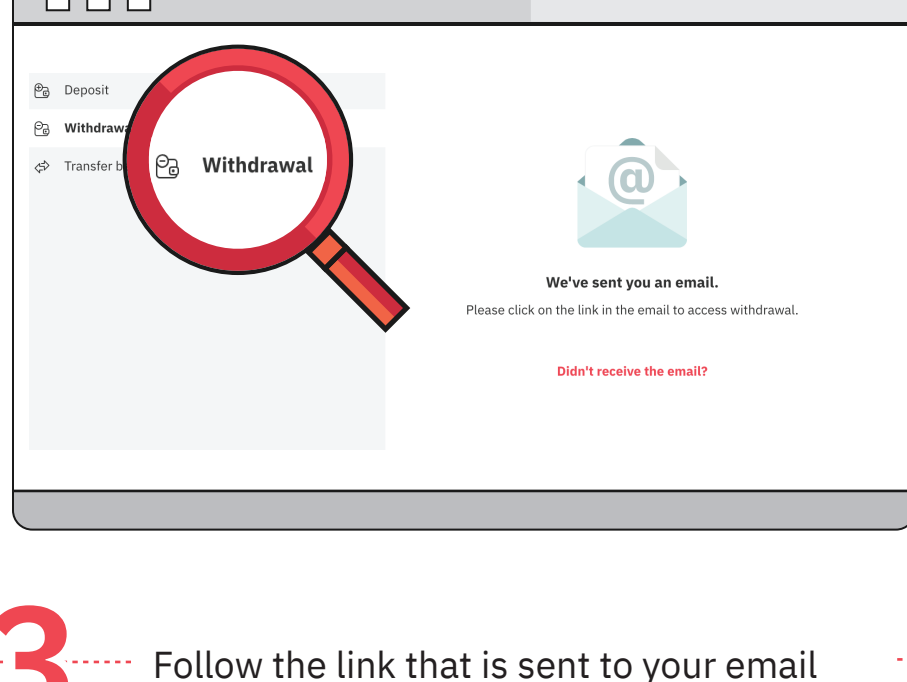 Deposit
Withdrawal
Transfer b
Withdrawal
@
We've sent you an email.
Please click on the link in the email to access withdrawal.
Didn't receive the email?
3
Follow the link that is sent to your email